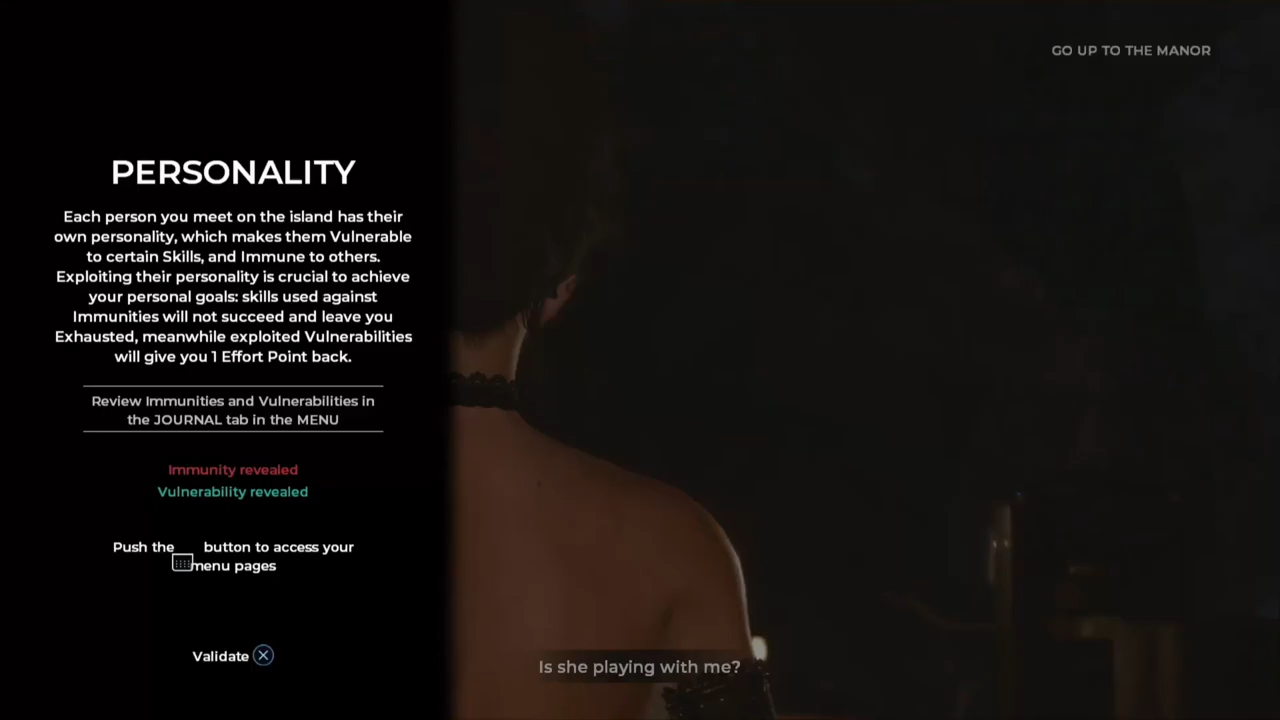 GO UP TO THE MANOR
PERSONALITY
Each person you meet on the island has their
own personality, which makes them Vulnerable
to certain Skills, and Immune to others.
Exploiting their personality is crucial to achieve
your personal goals: skills used against
Immunities will not succeed and leave you
Exhausted, meanwhile exploited Vulnerabilities
will give you 1 Effort Point back.
Review Immunities and Vulnerabilities in
the JOURNAL tab in the MENU
Immunity revealed
Vulnerability revealed
Push the button to access your
menu pages
Validate
Is she playing with me?